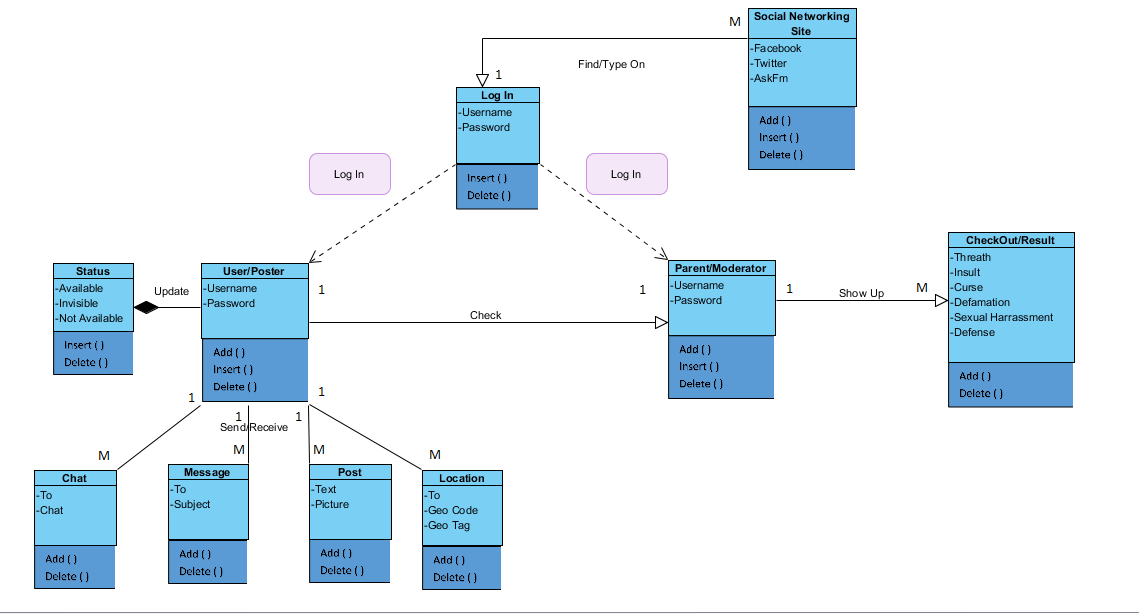 M
Social Networking
Site
-Facebook
-Twitter
-AskFm
Add ( )
Insert ( )
Delete ( )
Find/Type On
1
Log In
-Username
-Password
Insert ( )
Delete ( )
Log In
Log In
Status
-Available
-Invisible
-Not Available
Insert ( )
Delete ( )
Update
User/Poster
-Username
-Password
Add ( )
Insert ( )
Delete ( )
1
Check
1
Parent/Moderator
-Username
-Password
Add ( )
Insert ( )
Delete ( )
1
Show Up
M
CheckOut/Result
-Threath
-Insult
-Curse
-Defamation
-Sexual Harrassment
-Defense
Add ( )
Delete ( )
1
1
1
1
Send/Receive
M
M
M
M
Chat
-To
-Chat
Add ( )
Delete ( )
Message
-To
-Subject
Add ( )
Delete ( )
Post
-Text
-Picture
Add ( )
Delete ( )
Location
-To
-Geo Code
-Geo Tag
Add ( )
Delete ( )